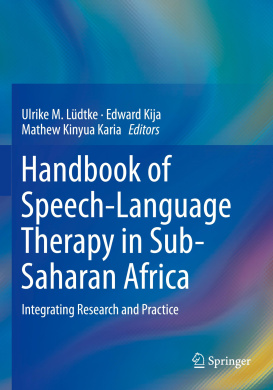 Ulrike M. Lüdtke · Edward Kija
Mathew Kinyua Karia Editors
Handbook of
Speech-Language
Therapy in Sub-
Saharan Africa
Integrating Research and Practice
Springer